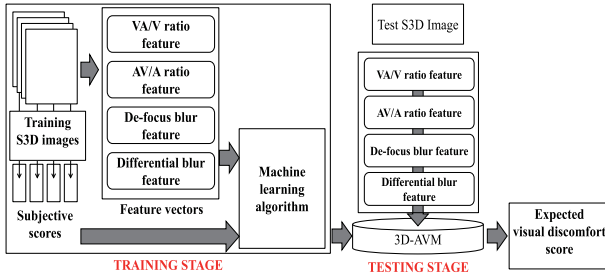 Training
S3D images
Subjective
scores
VA/V ratio
feature
AV/A ratio
feature
De-focus blur
feature
Differential blur
feature
Feature vectors
Machine
learning
algorithm
TRAINING STAGE
Test S3D Image
VA/V ratio feature
AV/A ratio feature
De-focus blur feature
Differential blur
feature
3D-AVM
TESTING STAGE
Expected
visual discomfort
score